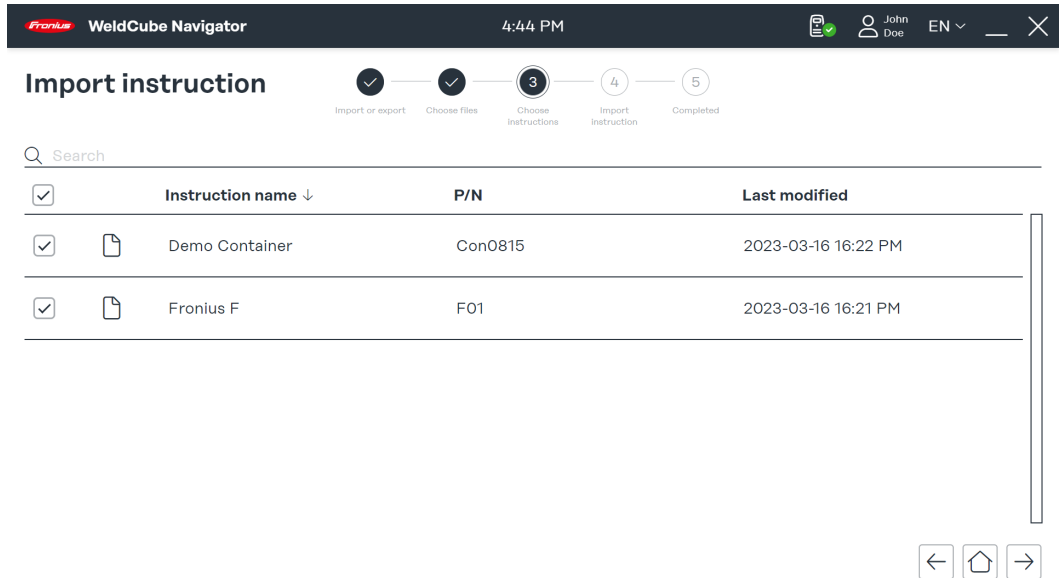 Fronius WeldCube Navigator 4:44 PM John Doe EN
Import instruction
3 4 5
Import or export Choose files Choose instructions Import instruction Completed
Search
Instruction name ↓ P/N Last modified
Demo Container Con0815 2023-03-16 16:22 PM
Fronius F F01 2023-03-16 16:21 PM